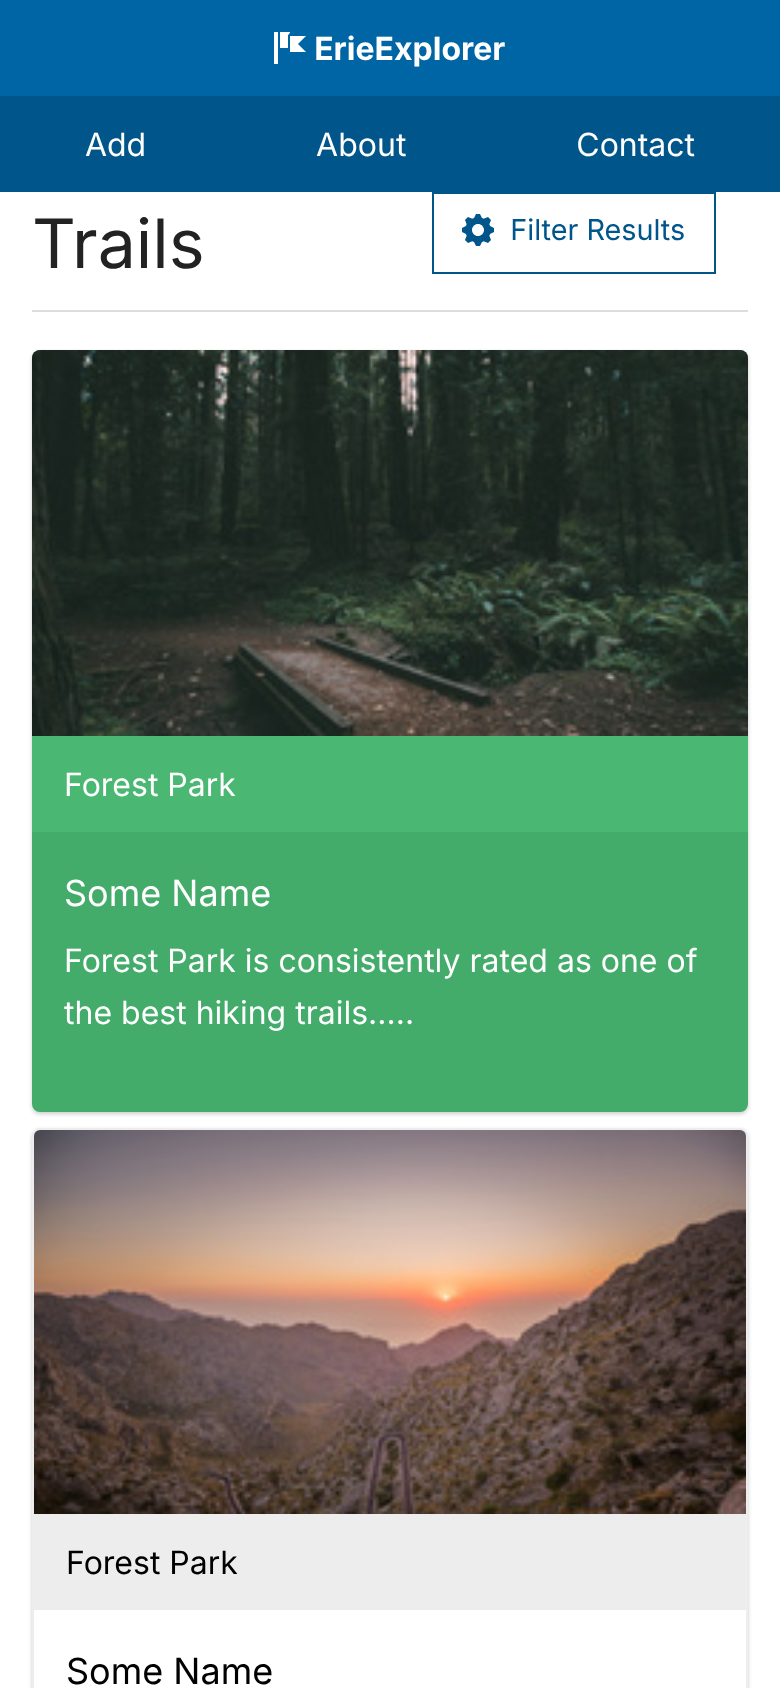 ErieExplorer
Add About Contact
Trails
Filter Results
Forest Park
Some Name
Forest Park is consistently rated as one of
the best hiking trails.....
Forest Park
Some Name